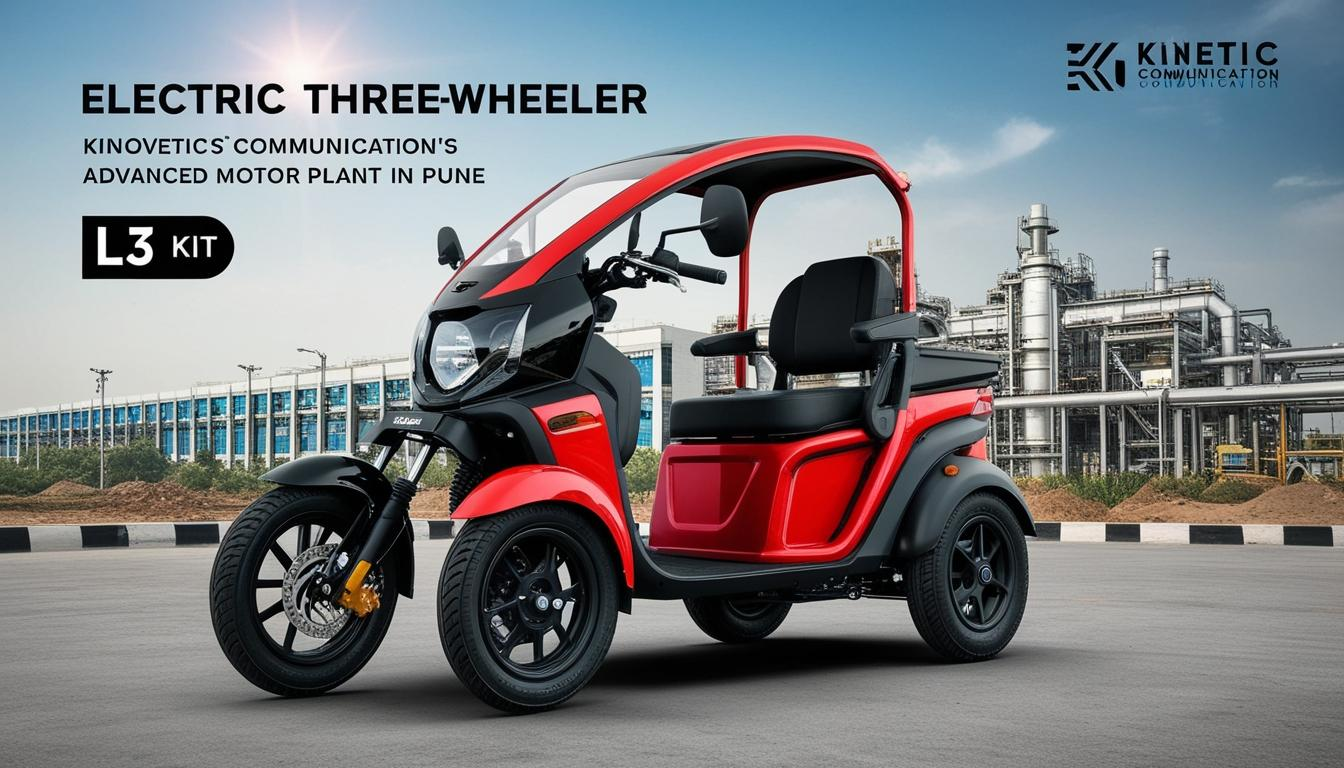 ELECTRIC THREE-WHEELER
KINOVETICS COMMUNICATION'S
ADVANCED MOTOR PLANT IN PUNE
L3 KIT
KINETIC
COMMUNICATION